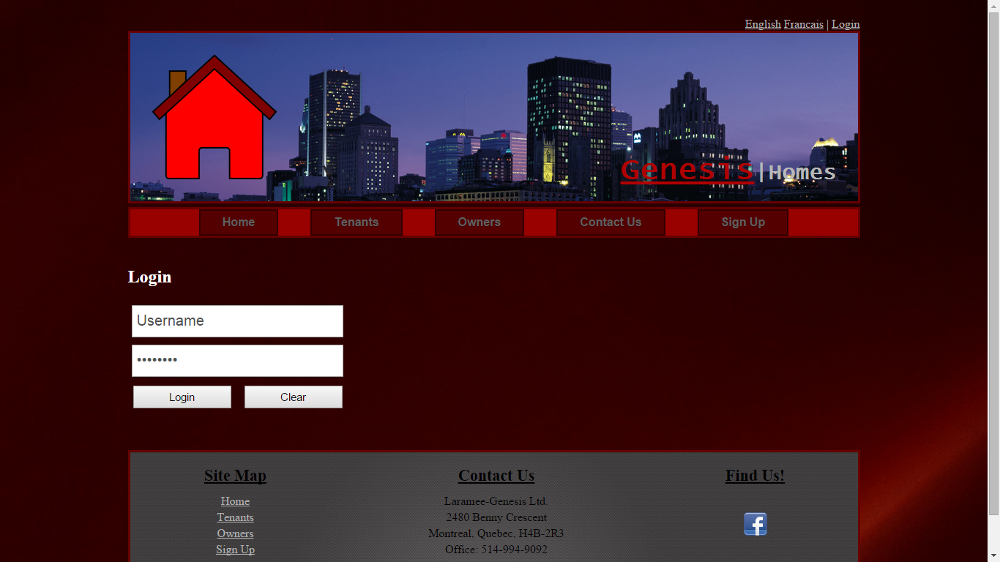 English Francais | Login
Genesis|Homes
Home Tenants Owners Contact Us Sign Up
Login
Username
••••••••
Login Clear
Site Map
Home
Tenants
Owners
Sign Up
Contact Us
Laramee-Genesis Ltd.
2480 Benny Crescent
Montreal, Quebec, H4B-2R3
Office: 514-994-9092
Find Us!
f